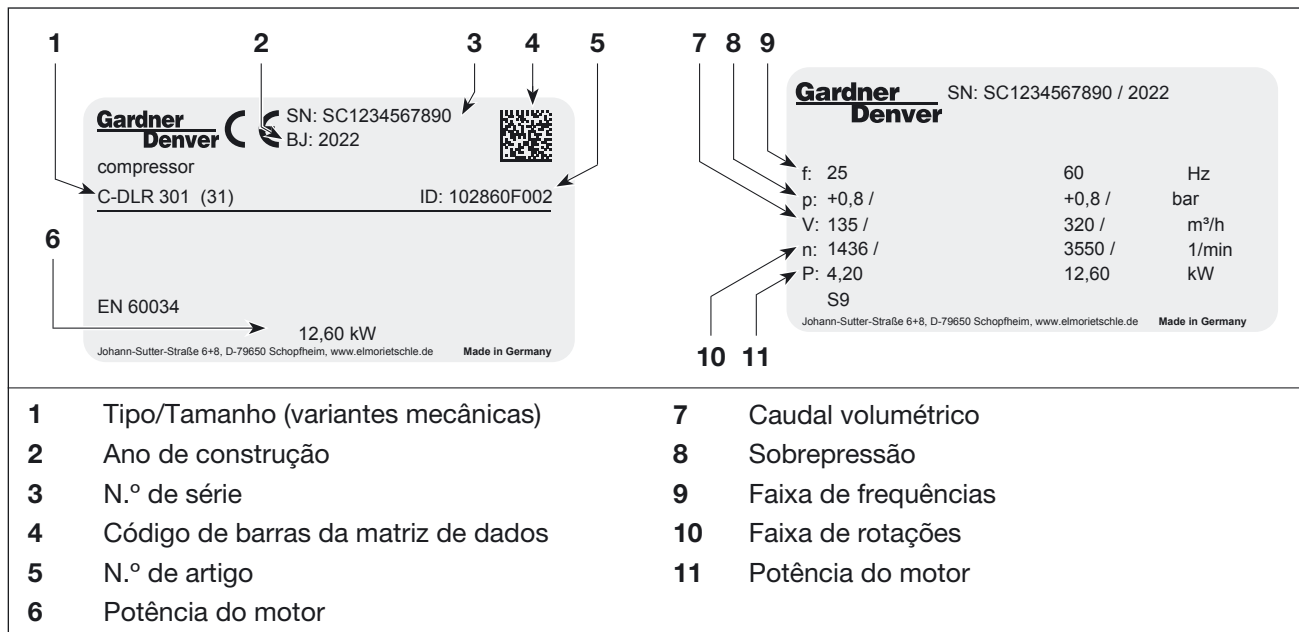 1 2 3 4 5
Gardner
Denver
CE
SN: SC1234567890
BJ: 2022
compressor
C-DLR 301 (31) ID: 102860F002
6
EN 60034
12,60 kW
Johann-Sutter-Straße 6+8, D-79650 Schopfheim, www.elmorietschle.de Made in Germany
7 8 9
Gardner
Denver
SN: SC1234567890 / 2022
f: 25 60 Hz
p: +0,8 / +0,8 / bar
V: 135 / 320 / m³/h
n: 1436 / 3550 / 1/min
P: 4,20 12,60 kW
S9
Johann-Sutter-Straße 6+8, D-79650 Schopfheim, www.elmorietschle.de Made in Germany
10 11
1 Tipo/Tamanho (variantes mecânicas)
2 Ano de construção
3 N.º de série
4 Código de barras da matriz de dados
5 N.º de artigo
6 Potência do motor
7 Caudal volumétrico
8 Sobrepressão
9 Faixa de frequências
10 Faixa de rotações
11 Potência do motor